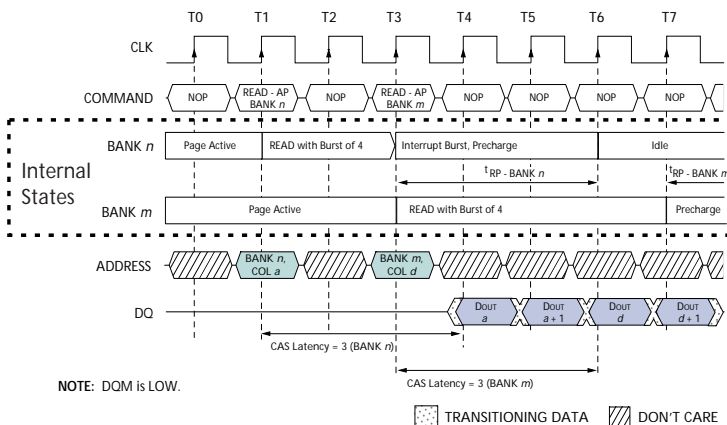 T0 T1 T2 T3 T4 T5 T6 T7
CLK
COMMAND NOP READ - AP BANK n NOP READ - AP BANK m NOP NOP NOP NOP
Internal States
BANK n Page Active READ with Burst of 4 Interrupt Burst, Precharge Idle
tRP - BANK n tRP - BANK m
BANK m Page Active READ with Burst of 4 Precharge
ADDRESS BANK n, COL a BANK m, COL d
DQ DOUT a DOUT a + 1 DOUT d DOUT d + 1
CAS Latency = 3 (BANK n)
CAS Latency = 3 (BANK m)
NOTE: DQM is LOW.
TRANSITIONING DATA DON'T CARE